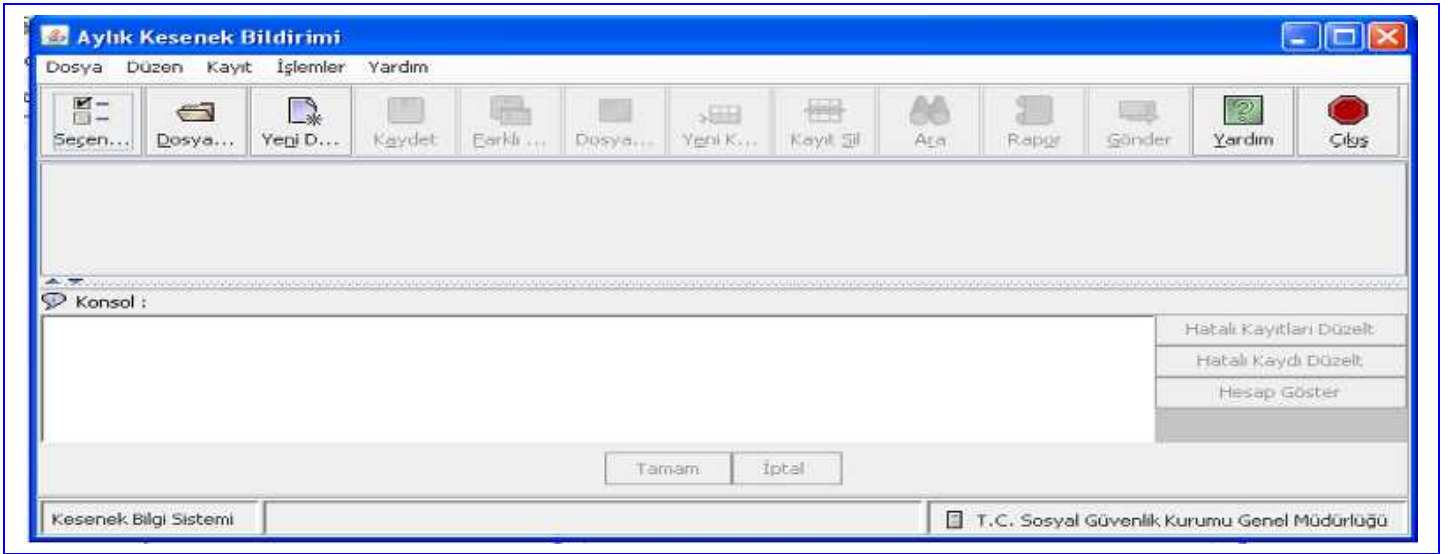 Aylık Kesenek Bildirimi
Dosya Düzen Kayıt İşlemler Yardım
Seçen... Dosya... Yeni D... Kaydet Farklı ... Dosya... Yeni K... Kayıt Sil Ara Rapor Gönder Yardım Çıkış
Konsol :
Hatalı Kayıtları Düzelt
Hatalı Kaydı Düzelt
Hesap Göster
Tamam İptal
Kesenek Bilgi Sistemi T.C. Sosyal Güvenlik Kurumu Genel Müdürlüğü